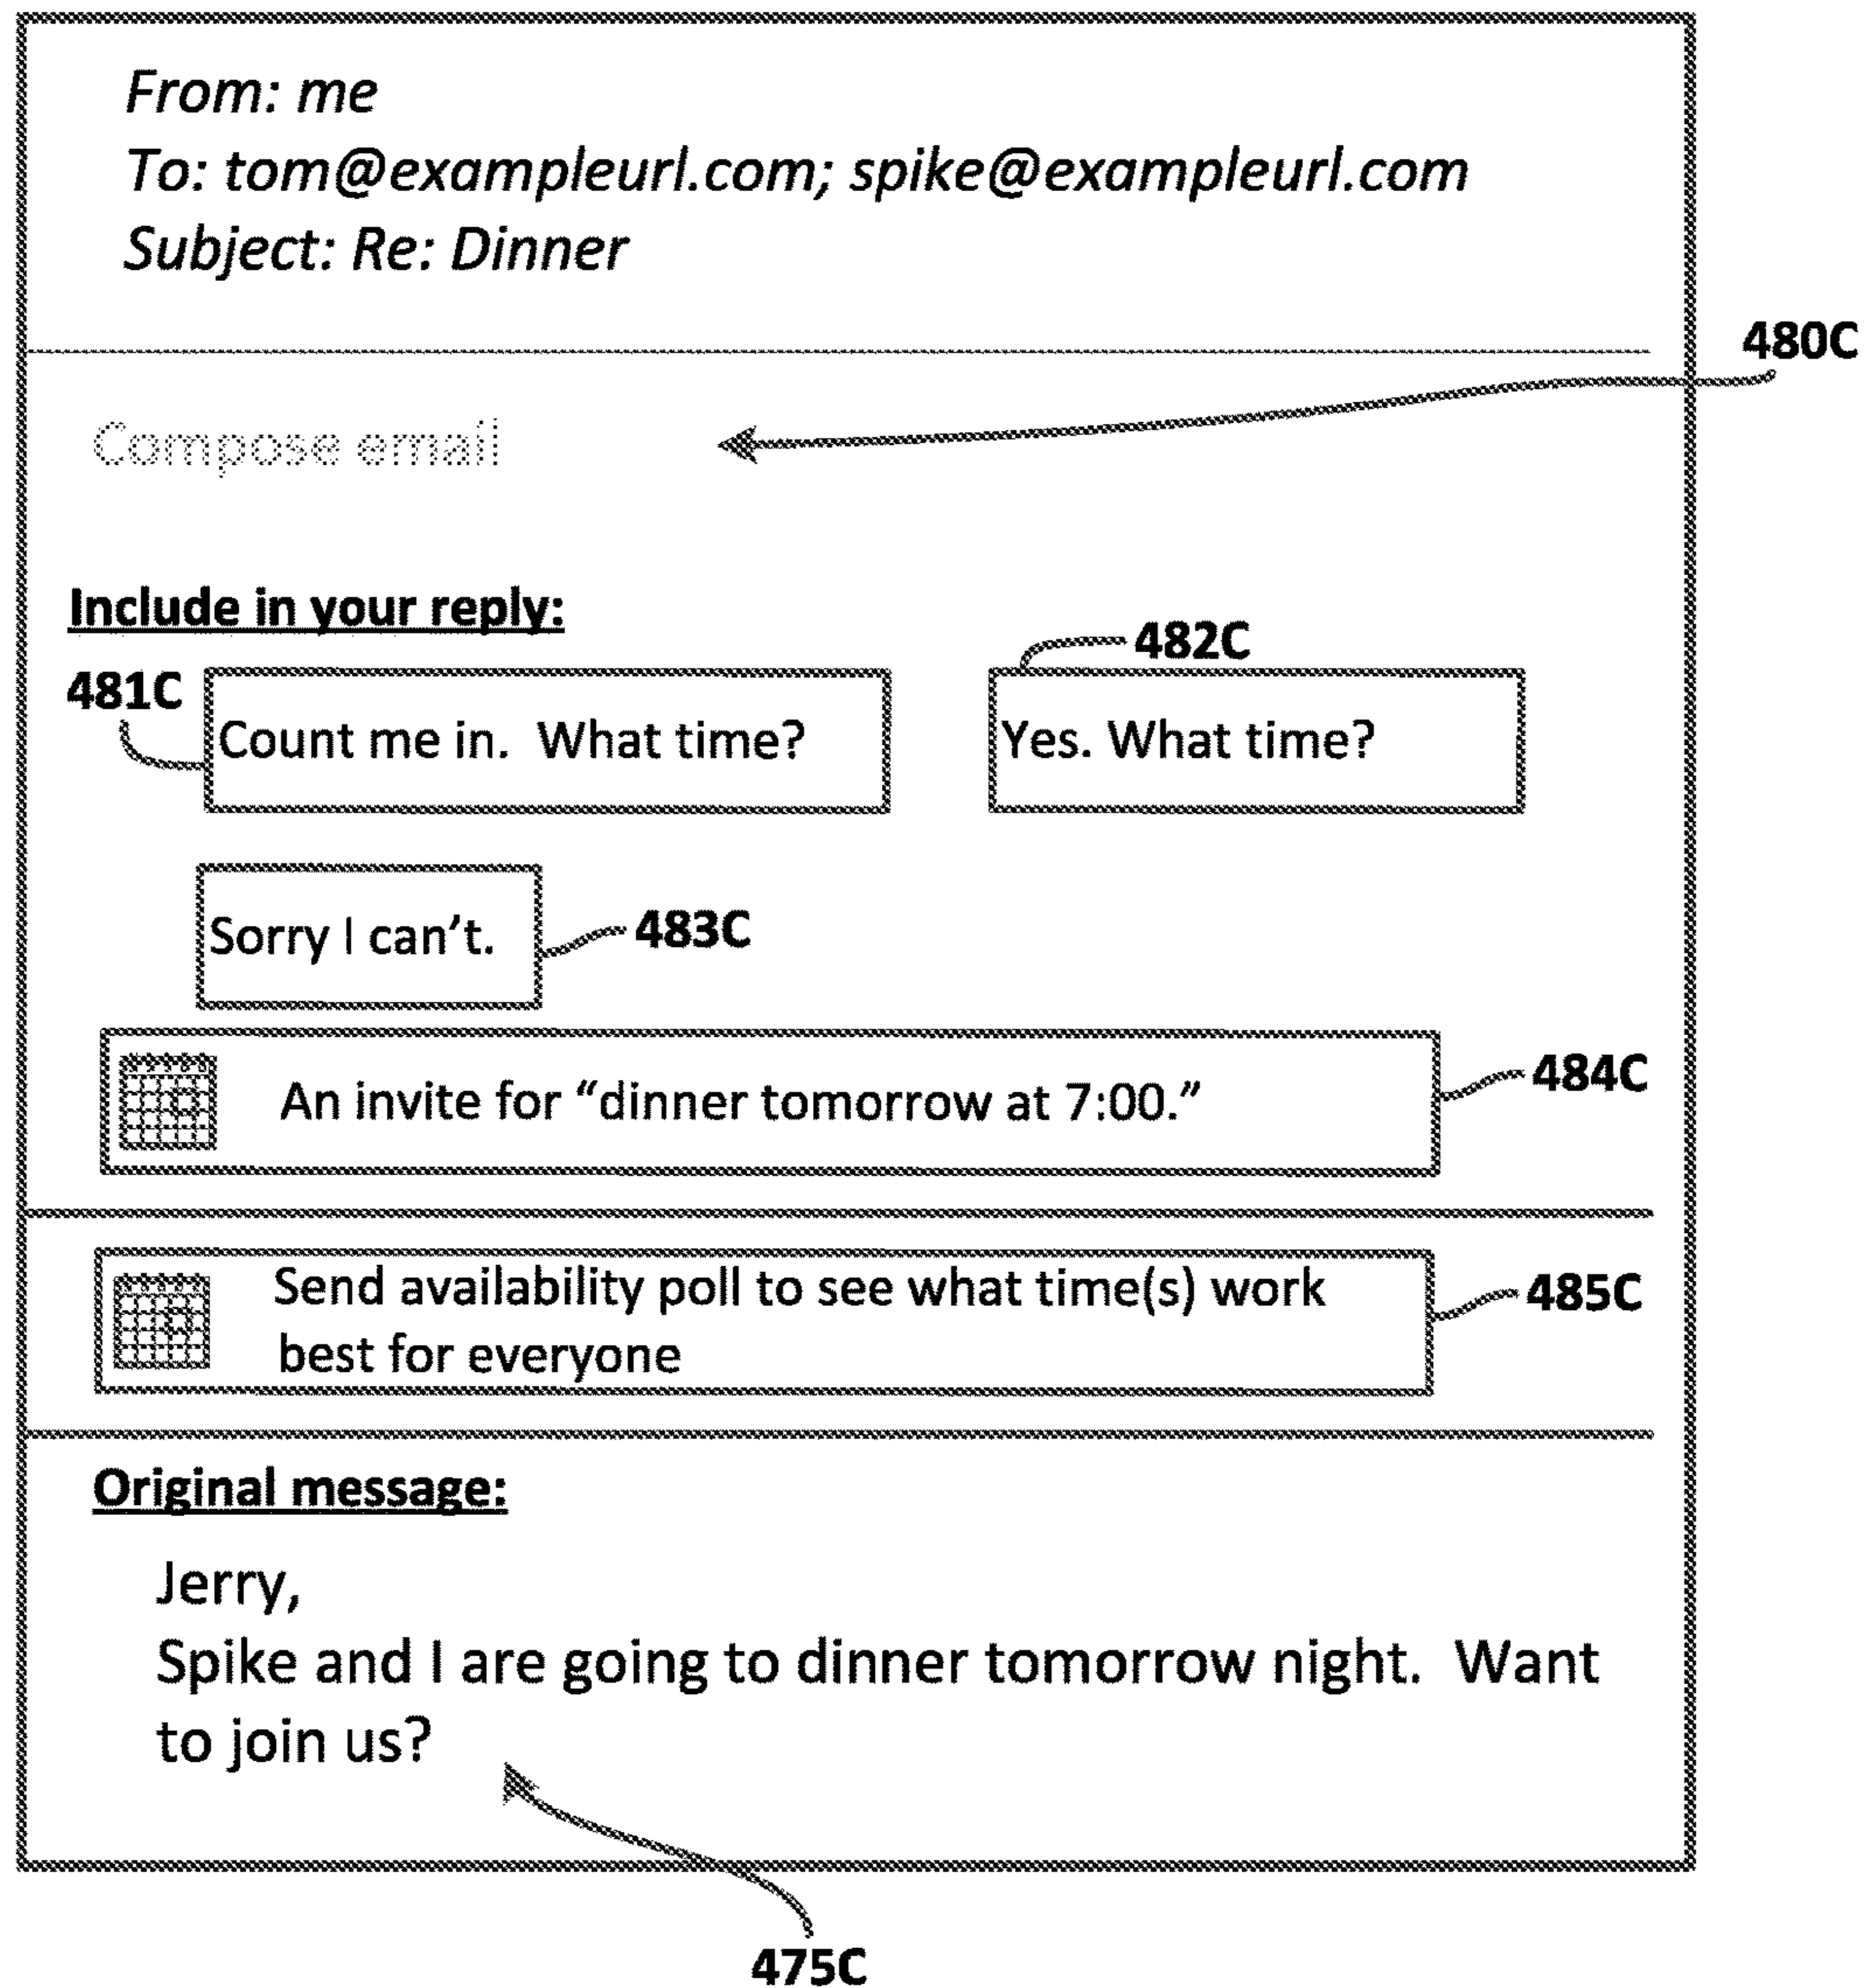 From: me
To: tom@exampleurl.com; spike@exampleurl.com
Subject: Re: Dinner
480C
Compose email
Include in your reply:
482C
481C
Count me in.  What time?
Yes. What time?
Sorry I can't.
483C
An invite for “dinner tomorrow at 7:00.”
484C
Send availability poll to see what time(s) work
best for everyone
485C
Original message:
Jerry,
Spike and I are going to dinner tomorrow night.  Want
to join us?
475C